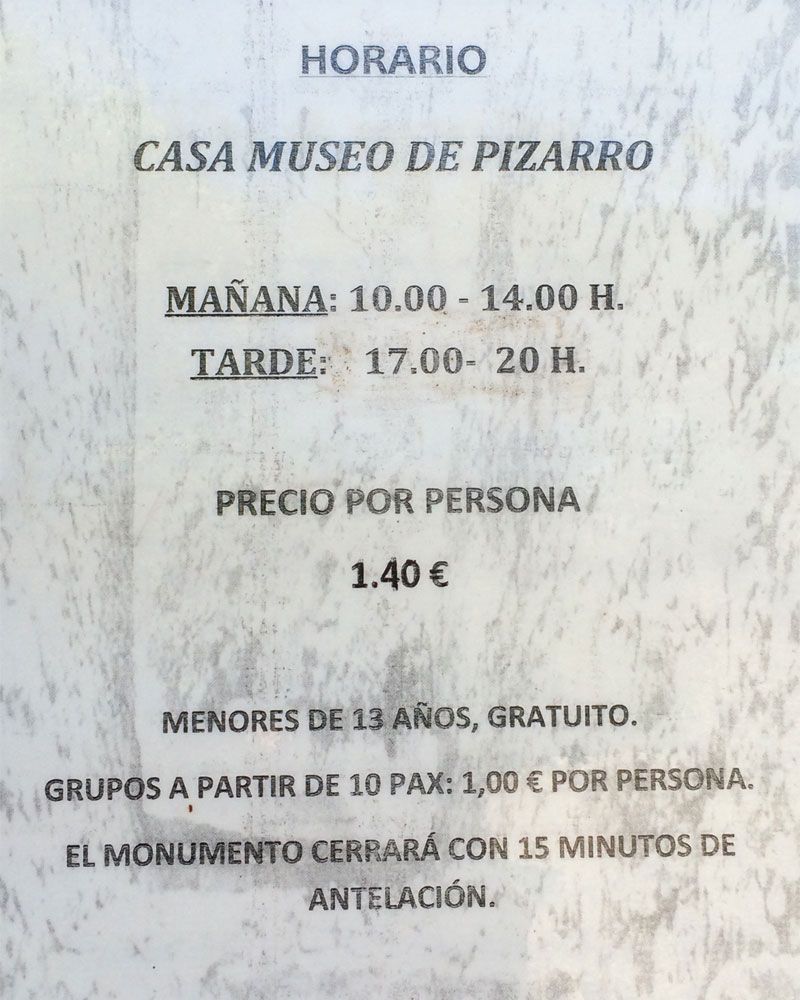 HORARIO
CASA MUSEO DE PIZARRO
MAÑANA: 10.00 - 14.00 H.
TARDE: 17.00- 20 H.
PRECIO POR PERSONA
1.40 €
MENORES DE 13 AÑOS, GRATUITO.
GRUPOS A PARTIR DE 10 PAX: 1,00 € POR PERSONA.
EL MONUMENTO CERRARÁ CON 15 MINUTOS DE
ANTELACIÓN.